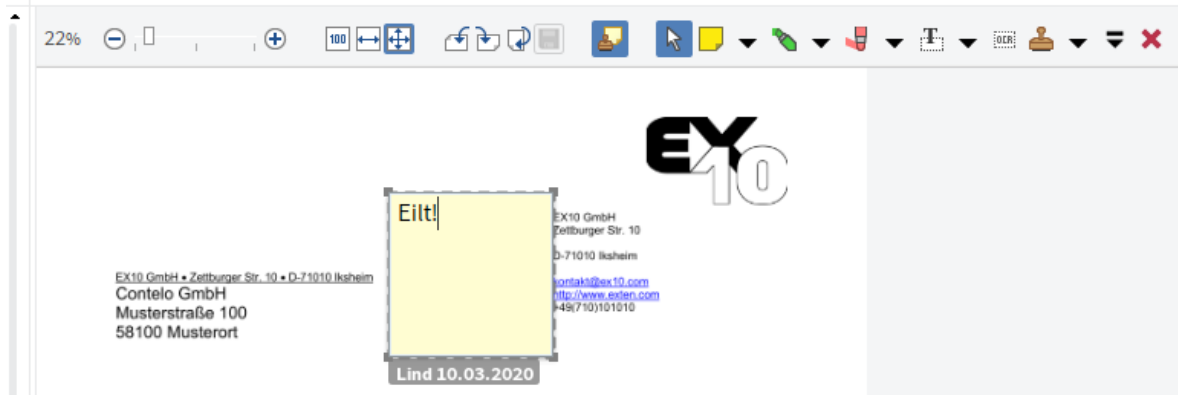 22%
100
T
OCR
EX10
Eilt!
EX10 GmbH
Zettburger Str. 10
D-71010 Iksheim
kontakt@ex10.com
http://www.exten.com
+49(710)101010
EX10 GmbH • Zettburger Str. 10 • D-71010 Iksheim
Contelo GmbH
Musterstraße 100
58100 Musterort
Lind 10.03.2020